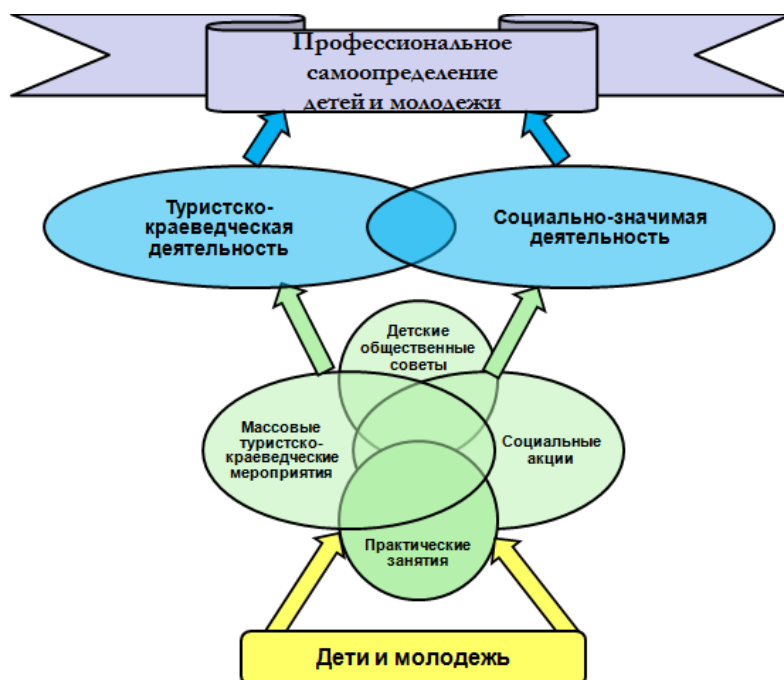 Профессиональное
самоопределение
детей и молодежи
Туристско-
краеведческая
деятельность
Социально-значимая
деятельность
Детские
общественные
советы
Массовые
туристско-
краеведческие
мероприятия
Социальные
акции
Практические
занятия
Дети и молодежь